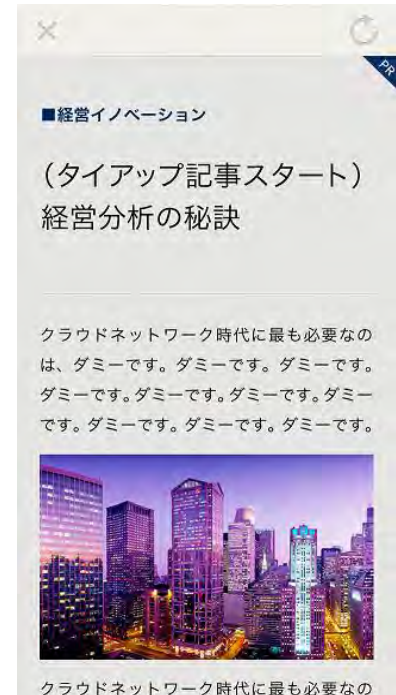 PR
■経営イノベーション
(タイアップ記事スタート)
経営分析の秘訣
クラウドネットワーク時代に最も必要なの
は、ダミーです。ダミーです。ダミーです。
ダミーです。ダミーです。ダミーです。ダミー
です。ダミーです。ダミーです。ダミーです。
クラウドネットワーク時代に最も必要なの